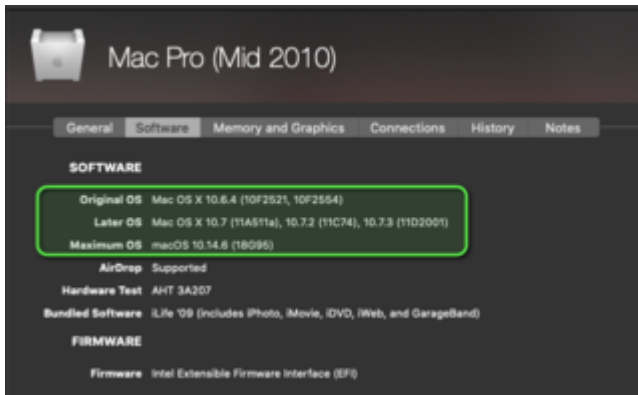 Mac Pro (Mid 2010)
General Software Memory and Graphics Connections History Notes
SOFTWARE
Original OS Mac OS X 10.6.4 (10F2521, 10F2554)
Later OS Mac OS X 10.7 (11A511a), 10.7.2 (11C74), 10.7.3 (11D2001)
Maximum OS macOS 10.14.6 (18G95)
AirDrop Supported
Hardware Test AHT 3A207
Bundled Software iLife '09 (includes iPhoto, iMovie, iDVD, iWeb, and GarageBand)
FIRMWARE
Firmware Intel Extensible Firmware Interface (EFI)